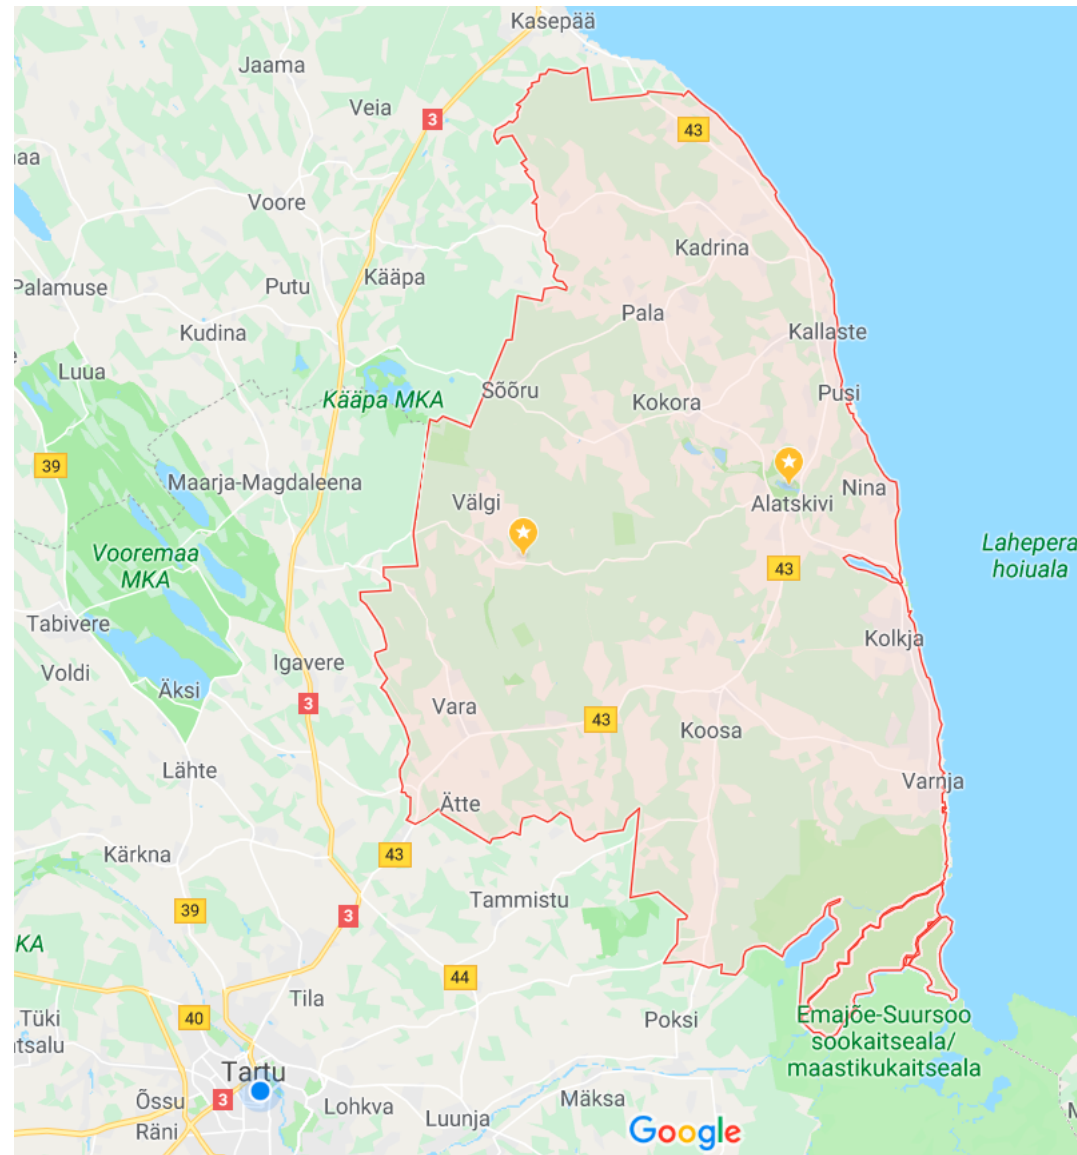 Kasepää
Jaama
Veia
3
43
aa
Voore
Kadrina
Kääpa
Palamuse
Putu
Pala
Kudina
Kallaste
Luua
Kääpa MKA
Sõõru
Kokora
Pusi
39
Maarja-Magdaleena
Välgi
Nina
Alatskivi
Vooremaa
MKA
Lahepera
hoiuala
43
Tabivere
Kolkja
Voldi
Igavere
Äksi
3
Vara
43
Koosa
Lähte
Varnja
Ätte
Kärkna
43
Tammistu
39
3
KA
44
Tila
40
Tüki
Poksi
Emajõe-Suursoo
sookaitseala/
maastikukaitseala
tsalu
Tartu
3
Õssu
Lohkva
Mäksa
Luunja
Räni
Google